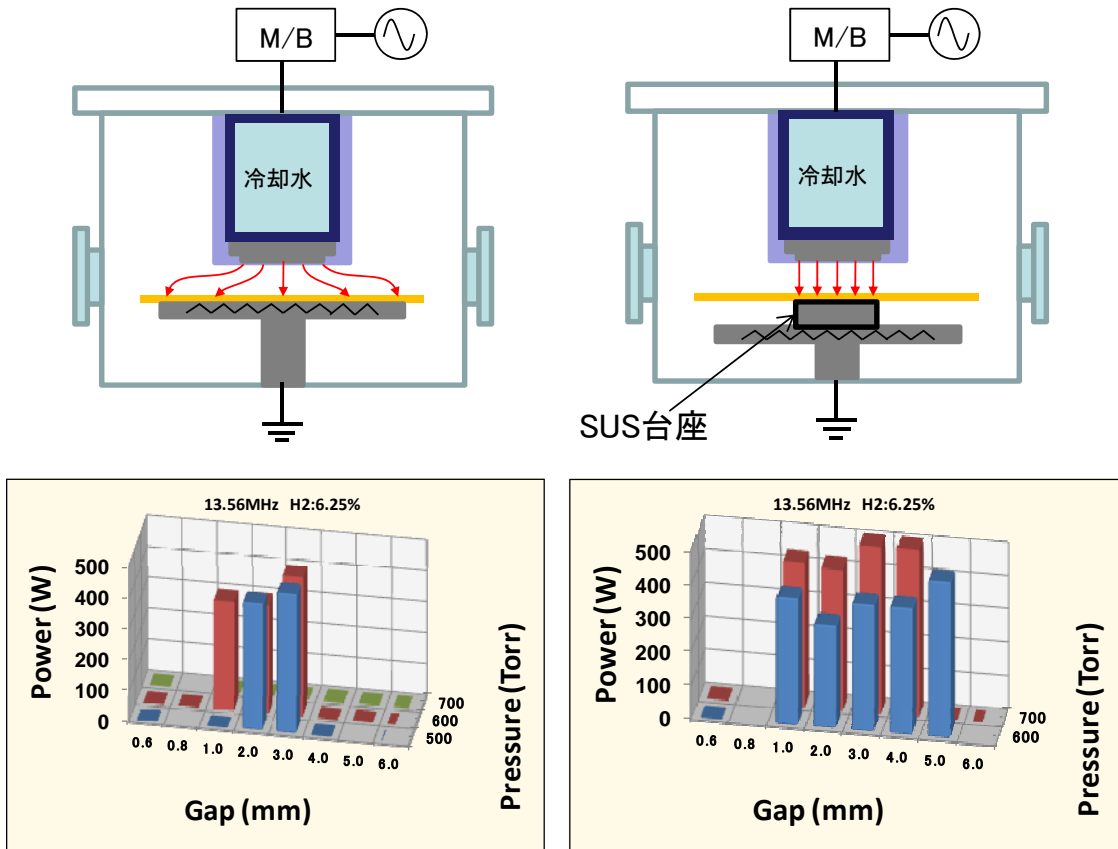 M/B
冷却水
M/B
冷却水
SUS台座
13.56MHz H2:6.25%
Power (W)
500
400
300
200
100
0
0.6 0.8 1.0 2.0 3.0 4.0 5.0 6.0
Gap (mm)
700
600
500
Pressure (Torr)
13.56MHz H2:6.25%
Power (W)
500
400
300
200
100
0
0.6 0.8 1.0 2.0 3.0 4.0 5.0 6.0
Gap (mm)
700
600
Pressure (Torr)